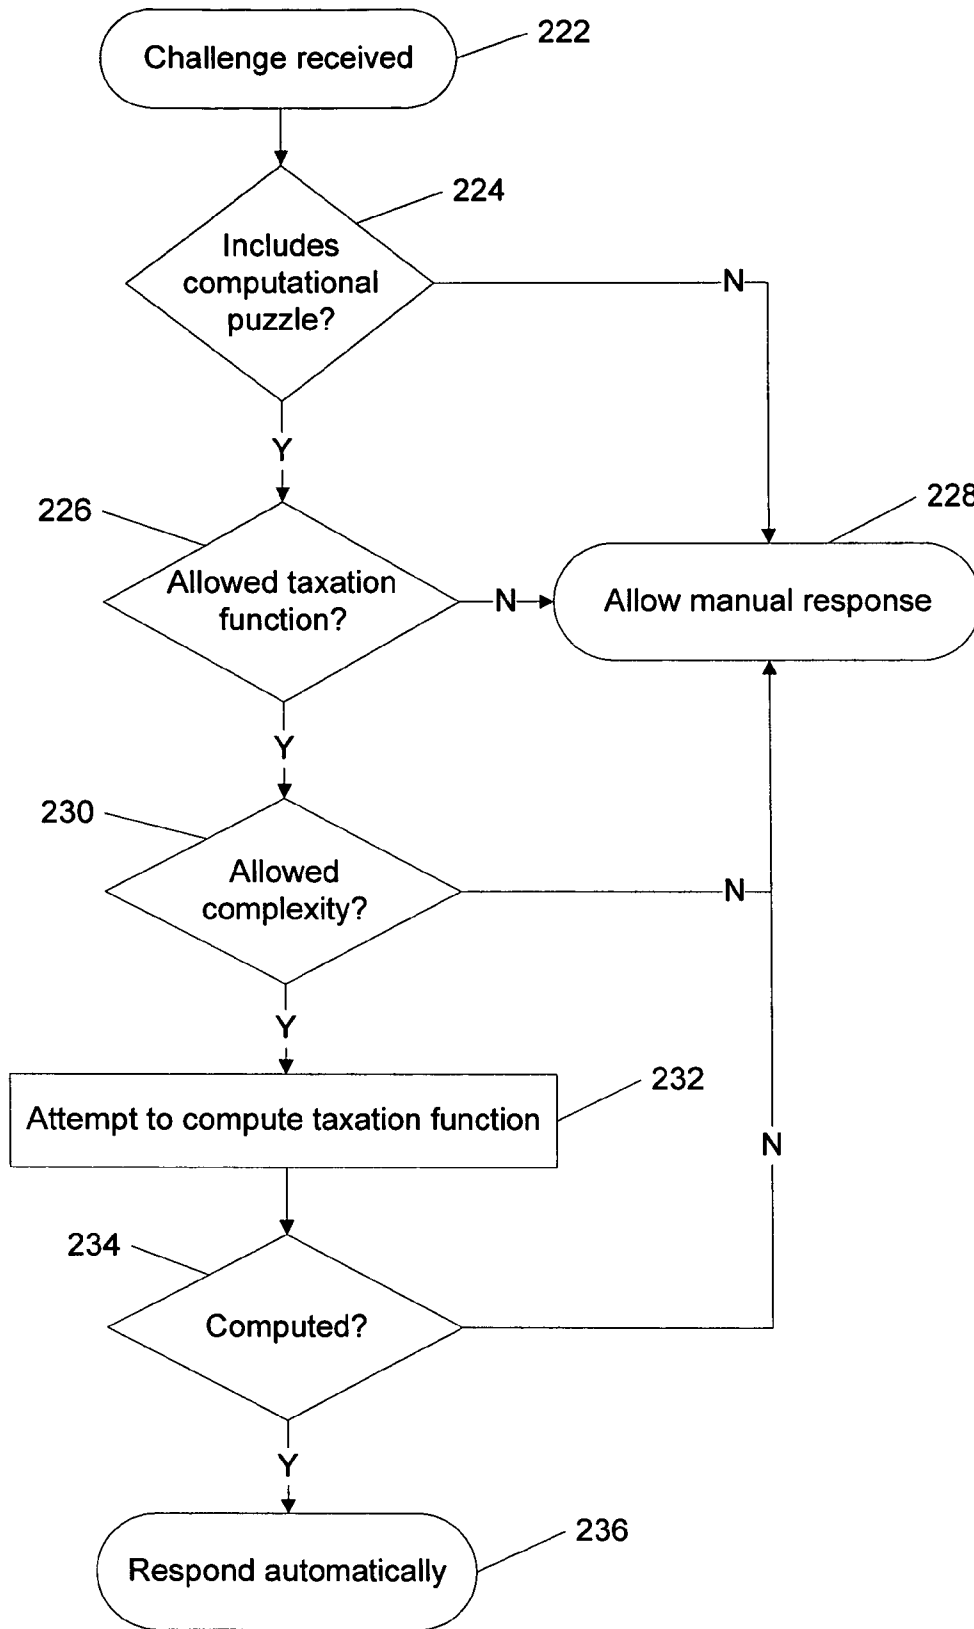 Challenge received
222
224
Includes
computational
puzzle?
N
Y
226
228
Allowed taxation
function?
N
Allow manual response
Y
230
Allowed
complexity?
N
Y
232
Attempt to compute taxation function
N
234
Computed?
Y
236
Respond automatically